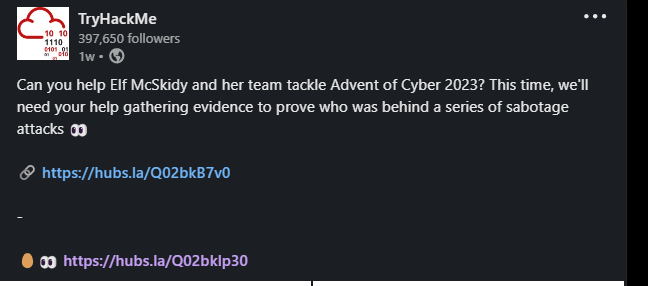 TryHackMe
397,650 followers
1w •
Can you help Elf McSkidy and her team tackle Advent of Cyber 2023? This time, we'll
need your help gathering evidence to prove who was behind a series of sabotage
attacks 👀
🔗 https://hubs.la/Q02bkB7v0
-
🥚👀 https://hubs.la/Q02bklp30